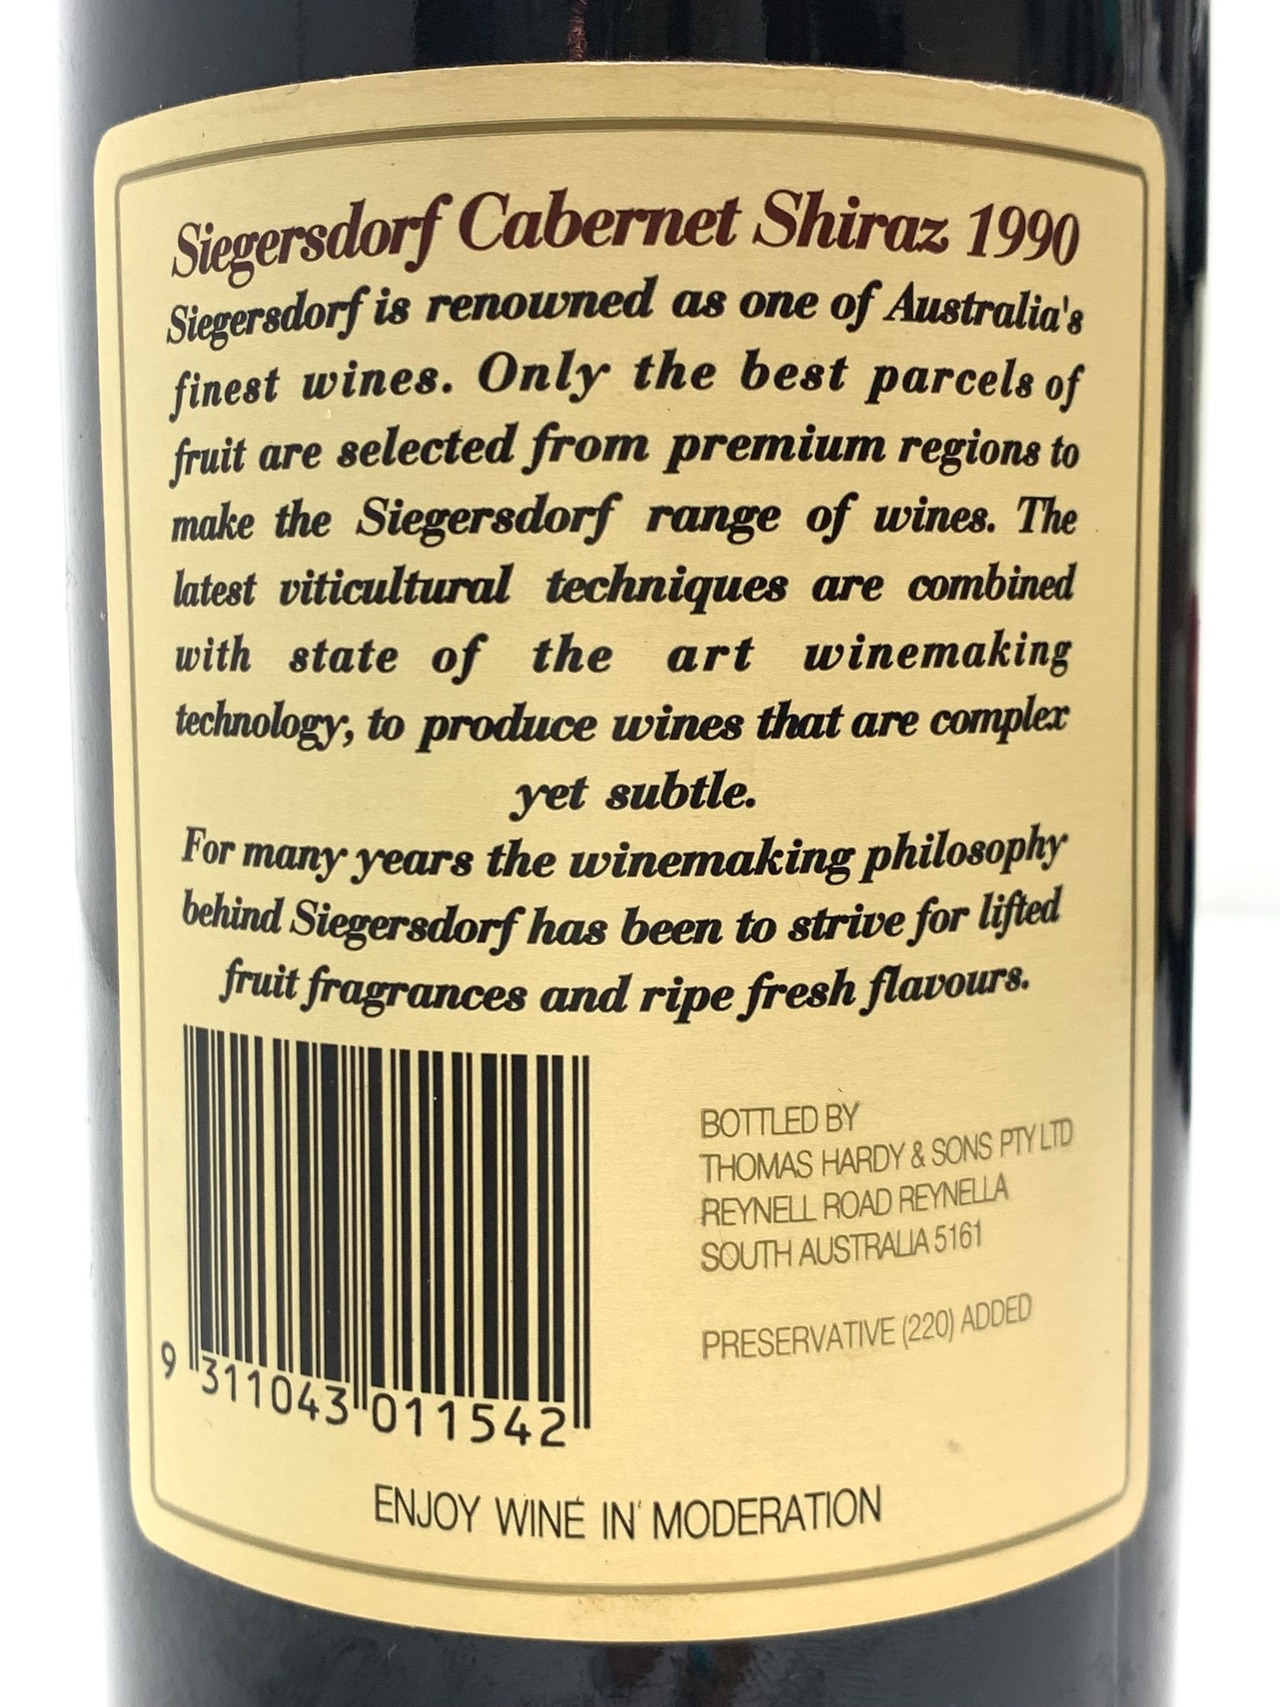 Siegersdorf Cabernet Shiraz 1990
Siegersdorf is renowned as one of Australia's
finest wines. Only the best parcels of
fruit are selected from premium regions to
make the Siegersdorf range of wines. The
latest viticultural techniques are combined
with state of the art winemaking
technology, to produce wines that are complex
yet subtle.
For many years the winemaking philosophy
behind Siegersdorf has been to strive for lifted
fruit fragrances and ripe fresh flavours.
BOTTLED BY
THOMAS HARDY & SONS PTY LTD
REYNELL ROAD REYNELLA
SOUTH AUSTRALIA 5161
PRESERVATIVE (220) ADDED
9 311043 011542
ENJOY WINE IN MODERATION